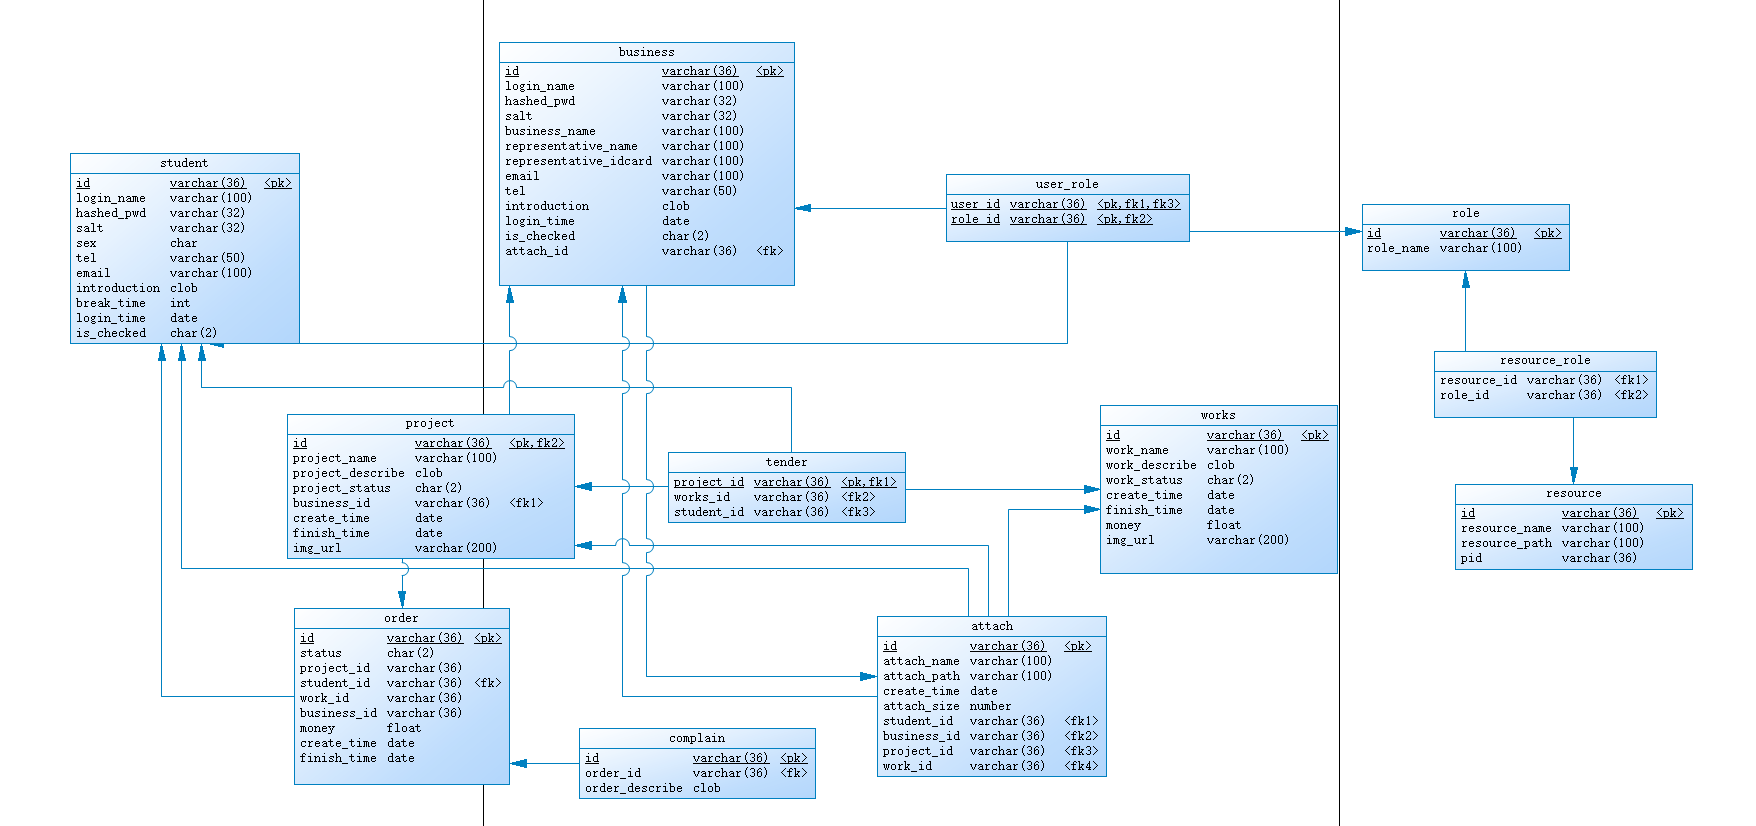 business
id varchar(36) <pk>
login_name varchar(100)
hashed_pwd varchar(32)
salt varchar(32)
business_name varchar(100)
representative_name varchar(100)
representative_idcard varchar(100)
email varchar(100)
tel varchar(50)
introduction clob
login_time date
is_checked char(2)
attach_id varchar(36) <fk>
student
id varchar(36) <pk>
login_name varchar(100)
hashed_pwd varchar(32)
salt varchar(32)
sex char
tel varchar(50)
email varchar(100)
introduction clob
break_time int
login_time date
is_checked char(2)
user_role
user_id varchar(36) <pk,fk1,fk3>
role_id varchar(36) <pk,fk2>
role
id varchar(36) <pk>
role_name varchar(100)
resource_role
resource_id varchar(36) <fk1>
role_id varchar(36) <fk2>
project
id varchar(36) <pk,fk2>
project_name varchar(100)
project_describe clob
project_status char(2)
business_id varchar(36) <fk1>
create_time date
finish_time date
img_url varchar(200)
tender
project_id varchar(36) <pk,fk1>
works_id varchar(36) <fk2>
student_id varchar(36) <fk3>
works
id varchar(36) <pk>
work_name varchar(100)
work_describe clob
work_status char(2)
create_time date
finish_time date
money float
img_url varchar(200)
resource
id varchar(36) <pk>
resource_name varchar(100)
resource_path varchar(100)
pid varchar(36)
order
id varchar(36) <pk>
status char(2)
project_id varchar(36)
student_id varchar(36) <fk>
work_id varchar(36)
business_id varchar(36)
money float
create_time date
finish_time date
attach
id varchar(36) <pk>
attach_name varchar(100)
attach_path varchar(100)
create_time date
attach_size number
student_id varchar(36) <fk1>
business_id varchar(36) <fk2>
project_id varchar(36) <fk3>
work_id varchar(36) <fk4>
complain
id varchar(36) <pk>
order_id varchar(36) <fk>
order_describe clob